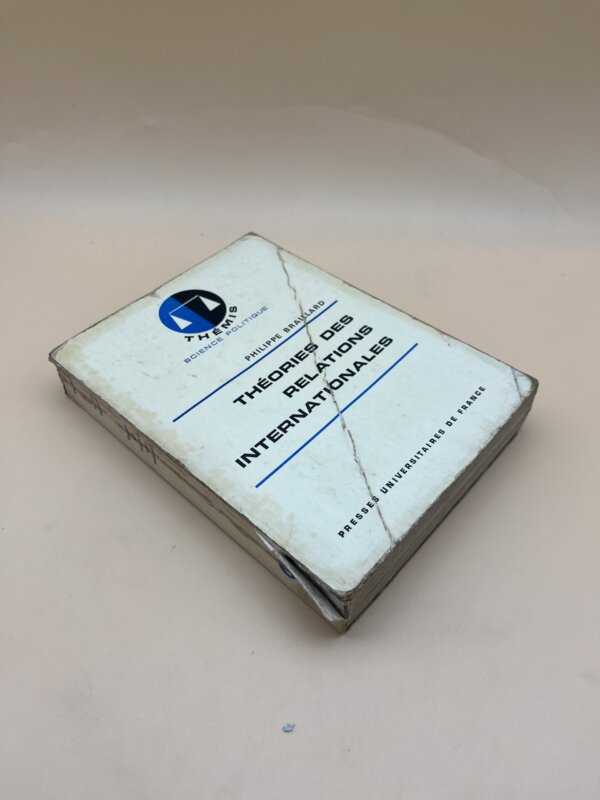 THÉMIS
SCIENCE POLITIQUE
PHILIPPE BRAILLARD
THÉORIES DES
RELATIONS
INTERNATIONALES
PRESSES UNIVERSITAIRES DE FRANCE